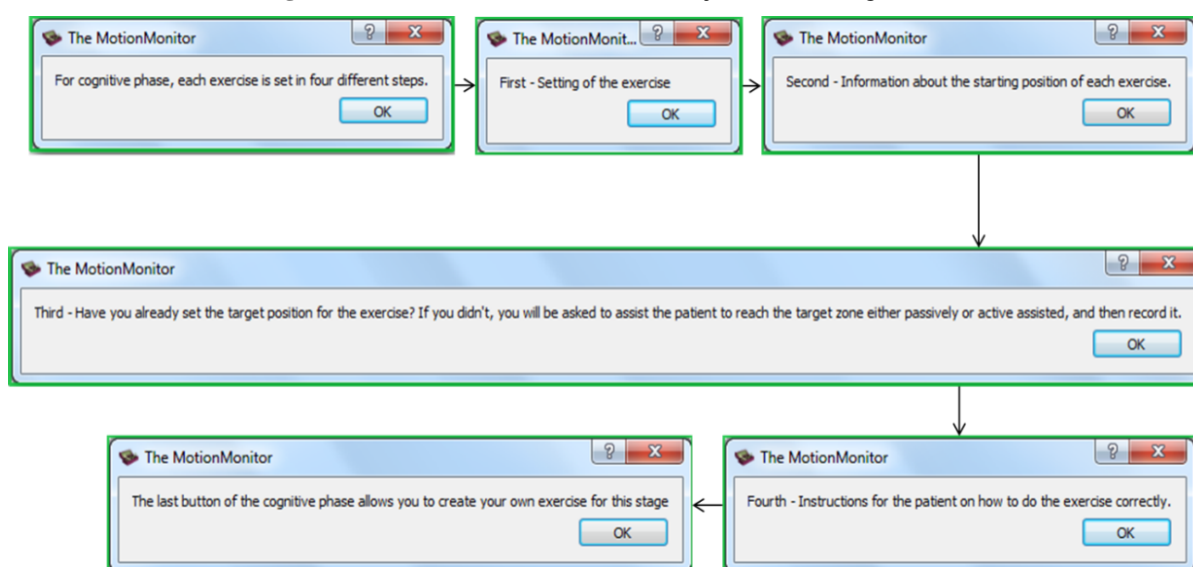 The MotionMonitor
For cognitive phase, each exercise is set in four different steps.
OK
The MotionMonit...
First - Setting of the exercise
OK
The MotionMonitor
Second - Information about the starting position of each exercise.
OK
The MotionMonitor
Third - Have you already set the target position for the exercise? If you didn't, you will be asked to assist the patient to reach the target zone either passively or active assisted, and then record it.
OK
The MotionMonitor
Fourth - Instructions for the patient on how to do the exercise correctly.
OK
The MotionMonitor
The last button of the cognitive phase allows you to create your own exercise for this stage
OK